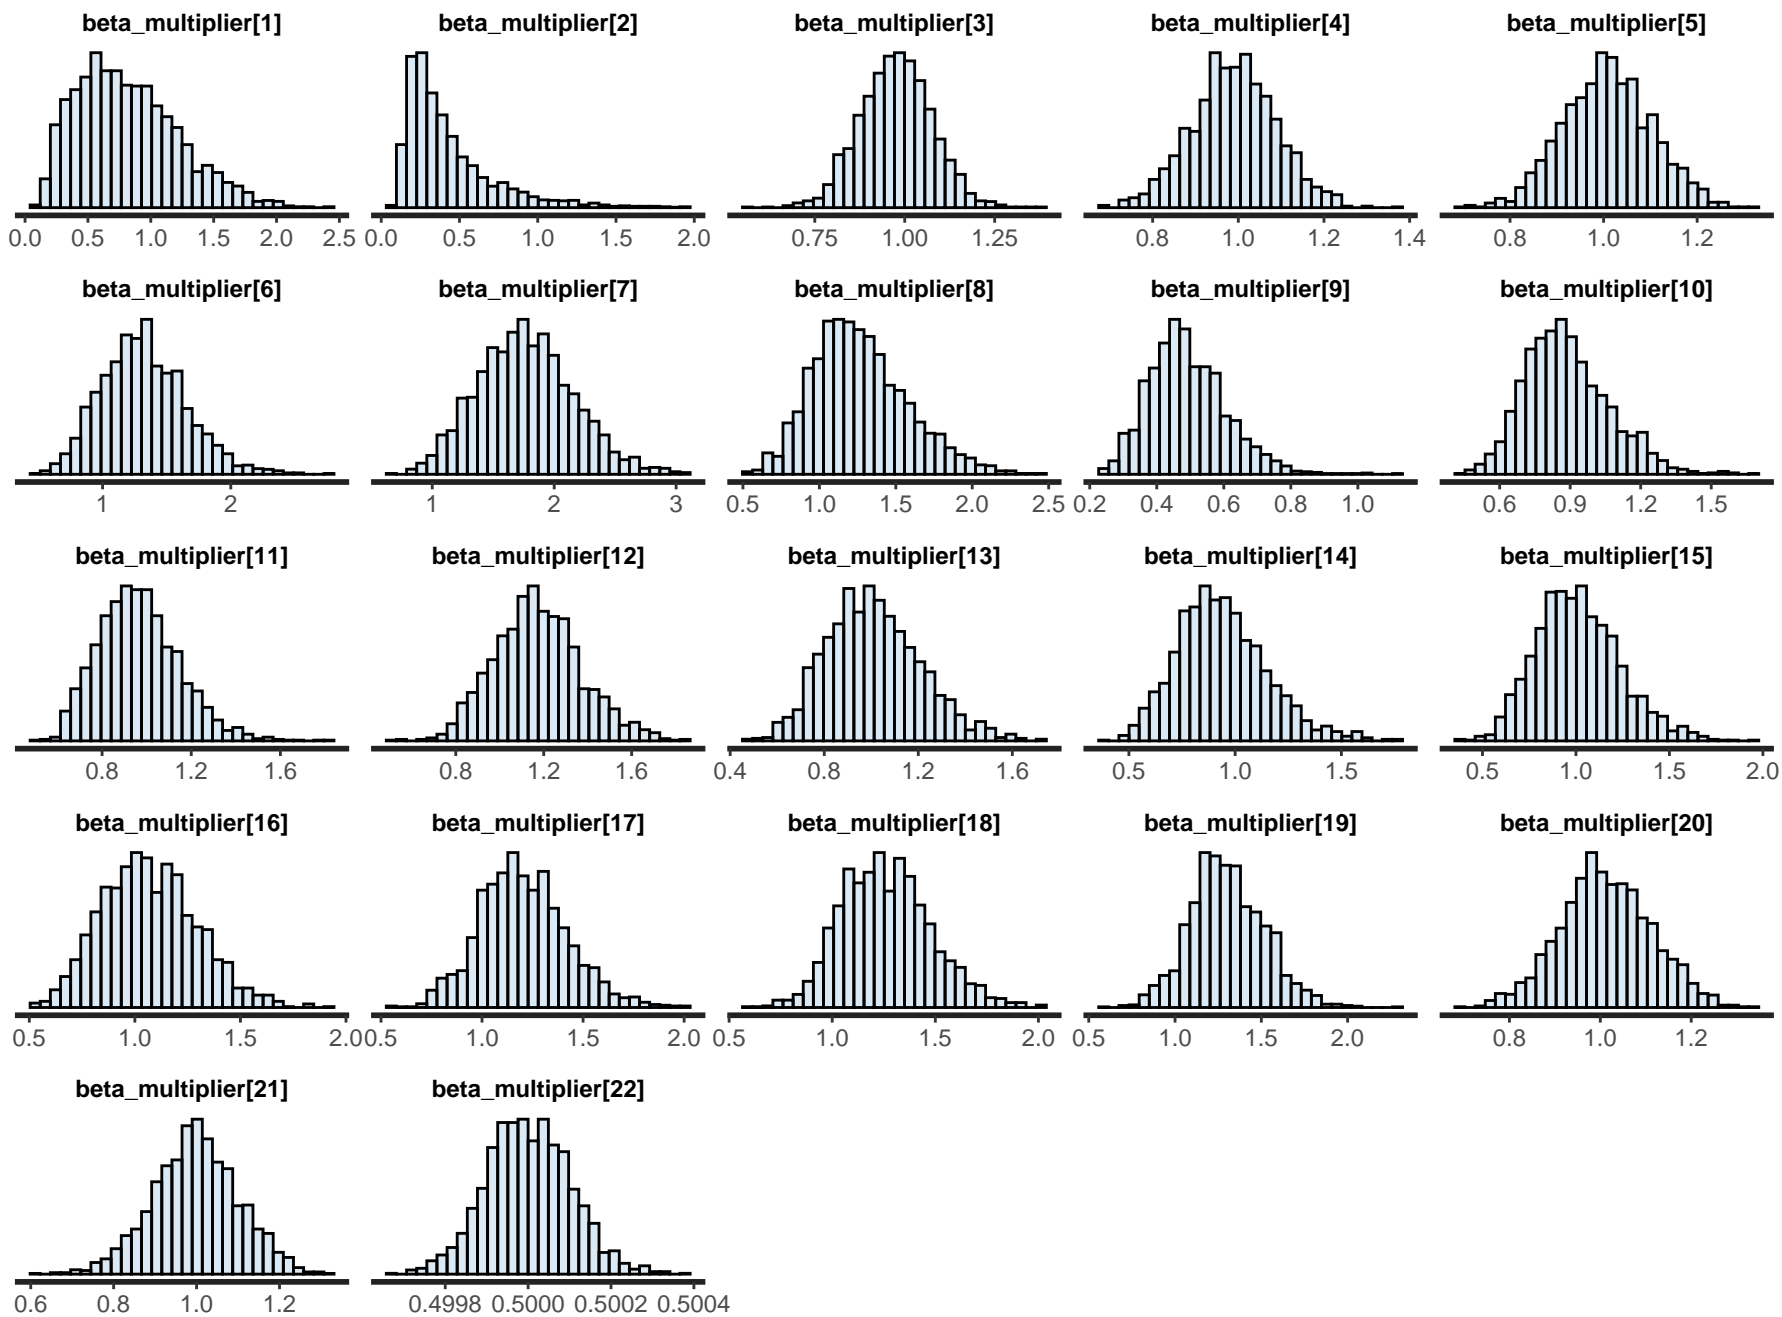 beta_multiplier[1] beta_multiplier[2] beta_multiplier[3] beta_multiplier[4] beta_multiplier[5]
0.0 0.5 1.0 1.5 2.0 2.5 0.0 0.5 1.0 1.5 2.0 0.75 1.00 1.25 0.8 1.0 1.2 1.4 0.8 1.0 1.2
beta_multiplier[6] beta_multiplier[7] beta_multiplier[8] beta_multiplier[9] beta_multiplier[10]
1 2 1 2 3 0.5 1.0 1.5 2.0 2.5 0.2 0.4 0.6 0.8 1.0 0.6 0.9 1.2 1.5
beta_multiplier[11] beta_multiplier[12] beta_multiplier[13] beta_multiplier[14] beta_multiplier[15]
0.8 1.2 1.6 0.8 1.2 1.6 0.4 0.8 1.2 1.6 0.5 1.0 1.5 0.5 1.0 1.5 2.0
beta_multiplier[16] beta_multiplier[17] beta_multiplier[18] beta_multiplier[19] beta_multiplier[20]
0.5 1.0 1.5 2.0 0.5 1.0 1.5 2.0 0.5 1.0 1.5 2.0 0.5 1.0 1.5 2.0 0.8 1.0 1.2
beta_multiplier[21] beta_multiplier[22]
0.6 0.8 1.0 1.2 0.4998 0.5000 0.5002 0.5004